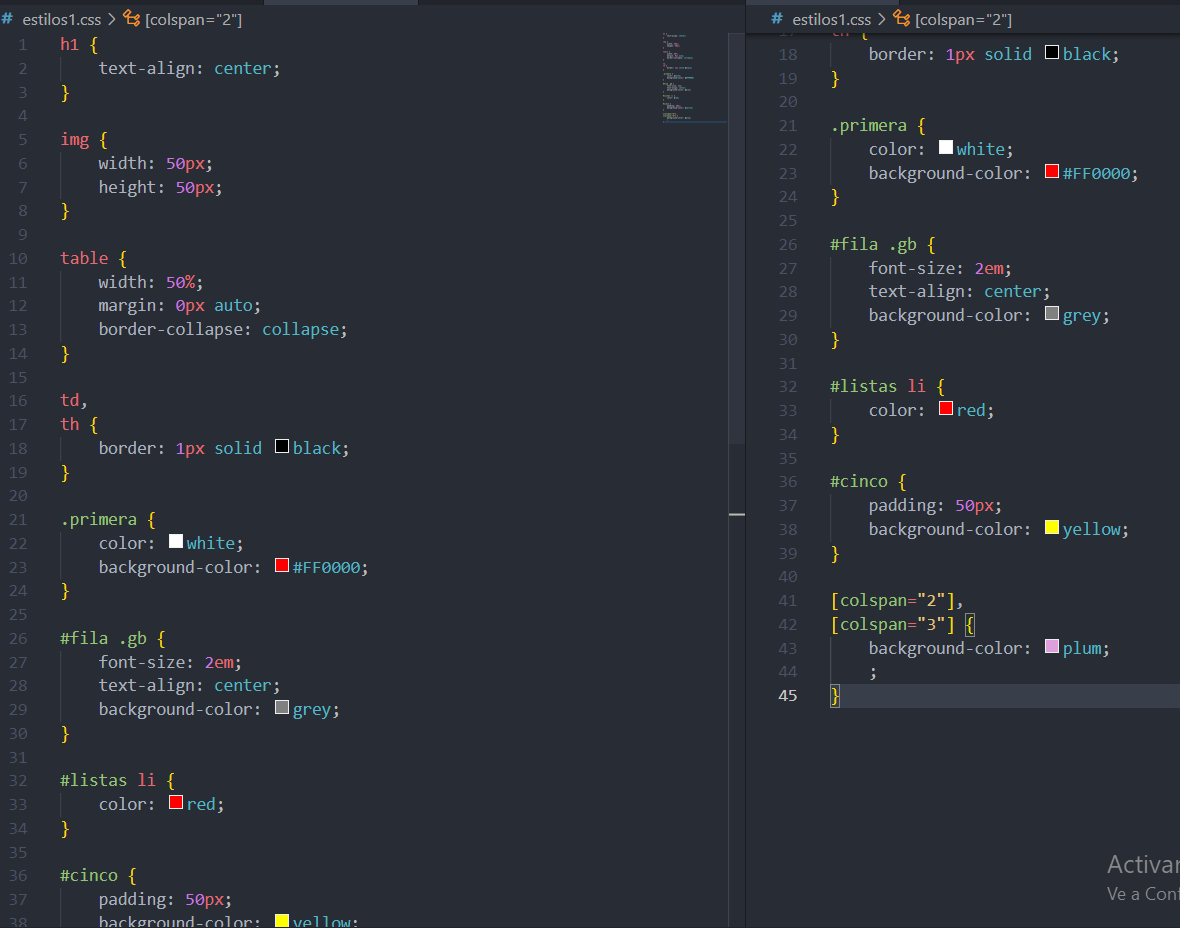 # estilos1.css > [colspan="2"]
1 h1 {
2 text-align: center;
3 }
4
5 img {
6 width: 50px;
7 height: 50px;
8 }
9
10 table {
11 width: 50%;
12 margin: 0px auto;
13 border-collapse: collapse;
14 }
15
16 td,
17 th {
18 border: 1px solid black;
19 }
20
21 .primera {
22 color: white;
23 background-color: #FF0000;
24 }
25
26 #fila .gb {
27 font-size: 2em;
28 text-align: center;
29 background-color: grey;
30 }
31
32 #listas li {
33 color: red;
34 }
35
36 #cinco {
37 padding: 50px;
38 background-color: yellow;
# estilos1.css > [colspan="2"]
17 th {
18 border: 1px solid black;
19 }
20
21 .primera {
22 color: white;
23 background-color: #FF0000;
24 }
25
26 #fila .gb {
27 font-size: 2em;
28 text-align: center;
29 background-color: grey;
30 }
31
32 #listas li {
33 color: red;
34 }
35
36 #cinco {
37 padding: 50px;
38 background-color: yellow;
39 }
40
41 [colspan="2"],
42 [colspan="3"] {
43 background-color: plum;
44 ;
45 }
Activar
Ve a Conf